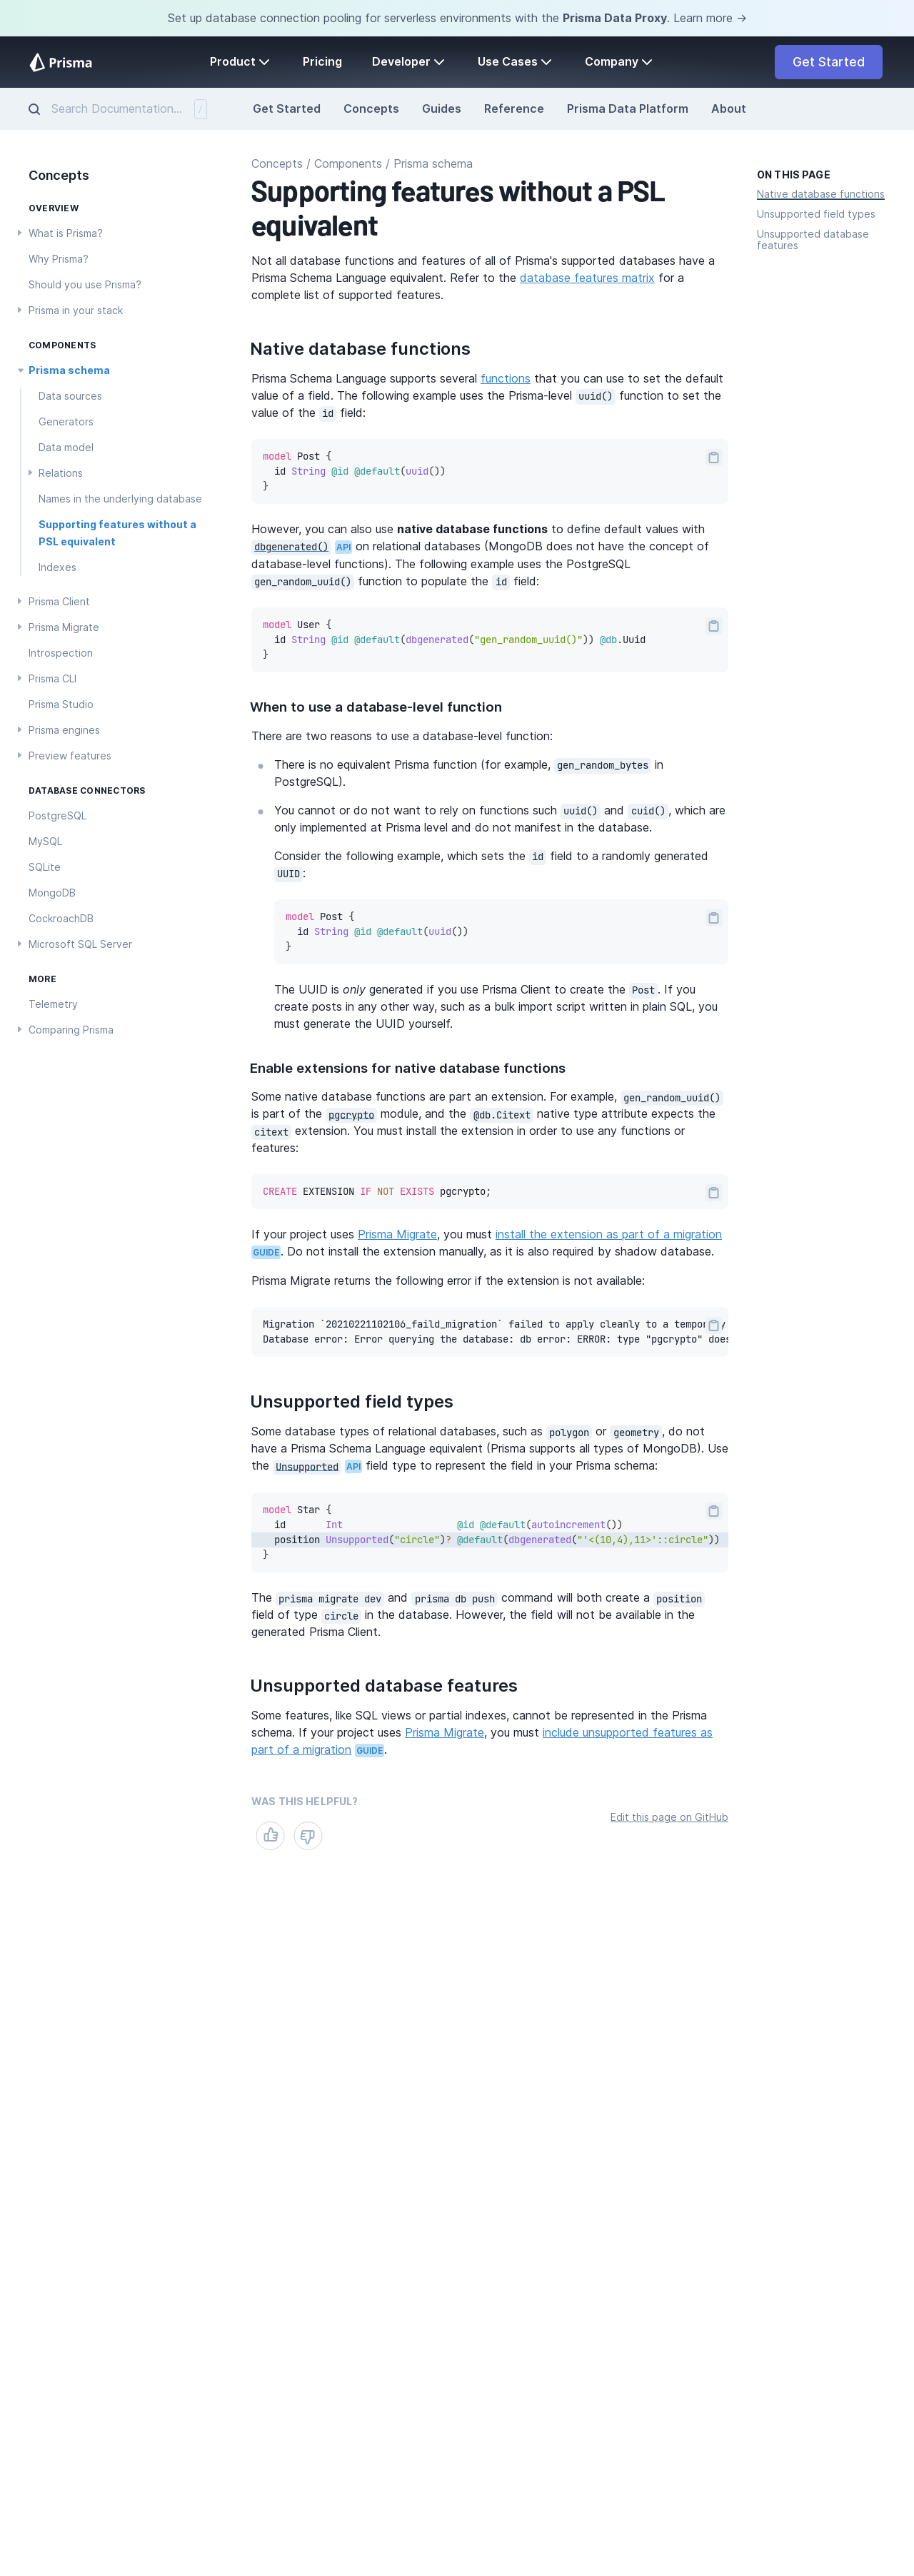 Set up database connection pooling for serverless environments with the Prisma Data Proxy. Learn more →
Prisma
Product
Pricing
Developer
Use Cases
Company
Get Started
Search Documentation... /
Get Started
Concepts
Guides
Reference
Prisma Data Platform
About
Concepts
OVERVIEW
What is Prisma?
Why Prisma?
Should you use Prisma?
Prisma in your stack
COMPONENTS
Prisma schema
Data sources
Generators
Data model
Relations
Names in the underlying database
Supporting features without a
PSL equivalent
Indexes
Prisma Client
Prisma Migrate
Introspection
Prisma CLI
Prisma Studio
Prisma engines
Preview features
DATABASE CONNECTORS
PostgreSQL
MySQL
SQLite
MongoDB
CockroachDB
Microsoft SQL Server
MORE
Telemetry
Comparing Prisma
Concepts / Components / Prisma schema
Supporting features without a PSL
equivalent
Not all database functions and features of all of Prisma's supported databases have a
Prisma Schema Language equivalent. Refer to the database features matrix for a
complete list of supported features.
Native database functions
Prisma Schema Language supports several functions that you can use to set the default
value of a field. The following example uses the Prisma-level uuid() function to set the
value of the id field:
model Post {
  id String @id @default(uuid())
}
However, you can also use native database functions to define default values with
dbgenerated() API on relational databases (MongoDB does not have the concept of
database-level functions). The following example uses the PostgreSQL
gen_random_uuid() function to populate the id field:
model User {
  id String @id @default(dbgenerated("gen_random_uuid()")) @db.Uuid
}
When to use a database-level function
There are two reasons to use a database-level function:
There is no equivalent Prisma function (for example, gen_random_bytes in
PostgreSQL).
You cannot or do not want to rely on functions such uuid() and cuid(), which are
only implemented at Prisma level and do not manifest in the database.
Consider the following example, which sets the id field to a randomly generated
UUID:
model Post {
  id String @id @default(uuid())
}
The UUID is only generated if you use Prisma Client to create the Post. If you
create posts in any other way, such as a bulk import script written in plain SQL, you
must generate the UUID yourself.
Enable extensions for native database functions
Some native database functions are part an extension. For example, gen_random_uuid()
is part of the pgcrypto module, and the @db.Citext native type attribute expects the
citext extension. You must install the extension in order to use any functions or
features:
CREATE EXTENSION IF NOT EXISTS pgcrypto;
If your project uses Prisma Migrate, you must install the extension as part of a migration
GUIDE. Do not install the extension manually, as it is also required by shadow database.
Prisma Migrate returns the following error if the extension is not available:
Migration `20210221102106_faild_migration` failed to apply cleanly to a temporary
Database error: Error querying the database: db error: ERROR: type "pgcrypto" does
Unsupported field types
Some database types of relational databases, such as polygon or geometry, do not
have a Prisma Schema Language equivalent (Prisma supports all types of MongoDB). Use
the Unsupported API field type to represent the field in your Prisma schema:
model Star {
  id       Int                    @id @default(autoincrement())
  position Unsupported("circle")? @default(dbgenerated("'<(10,4),11>'::circle"))
}
The prisma migrate dev and prisma db push command will both create a position
field of type circle in the database. However, the field will not be available in the
generated Prisma Client.
Unsupported database features
Some features, like SQL views or partial indexes, cannot be represented in the Prisma
schema. If your project uses Prisma Migrate, you must include unsupported features as
part of a migration GUIDE.
WAS THIS HELPFUL?
Edit this page on GitHub
ON THIS PAGE
Native database functions
Unsupported field types
Unsupported database
features